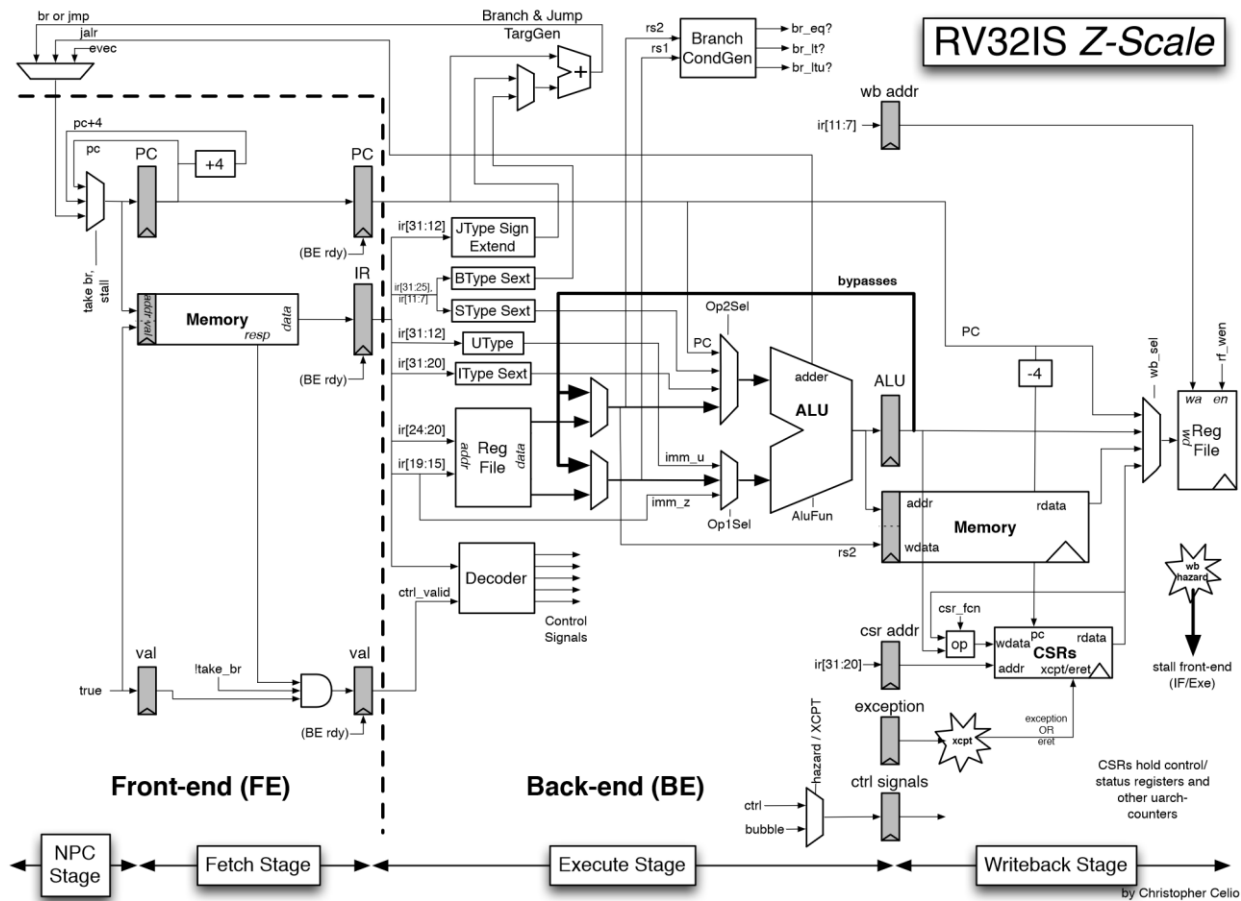 RV32IS Z-Scale
br or jmp
jalr
evec
Branch & Jump
TargGen
+
rs2
rs1
Branch
CondGen
br_eq?
br_lt?
br_ltu?
wb addr
ir[11:7]
pc+4
pc
+4
PC
PC
(BE rdy)
take br,
stall
ir[31:12]
JType Sign
Extend
IR
ir[31:25],
ir[11:7]
BType Sext
SType Sext
bypasses
Op2Sel
addr val
Memory
resp
data
(BE rdy)
ir[31:12]
UType
ir[31:20]
IType Sext
PC
adder
ALU
AluFun
ALU
PC
-4
wb_sel
rf_wen
wa
en
wd
Reg
File
ir[24:20]
ir[19:15]
addr
Reg
File
data
imm_u
imm_z
Op1Sel
rs2
addr
wdata
Memory
rdata
wb
hazard
stall front-end
(IF/Exe)
Decoder
ctrl_valid
Control
Signals
csr_fcn
op
csr addr
ir[31:20]
wdata
pc
rdata
CSRs
addr
xcpt/eret
true
val
!take_br
val
(BE rdy)
exception
xcpt
exception
OR
eret
hazard / XCPT
ctrl
bubble
ctrl signals
CSRs hold control/
status registers and
other uarch-
counters
Front-end (FE)
Back-end (BE)
NPC
Stage
Fetch Stage
Execute Stage
Writeback Stage
by Christopher Celio